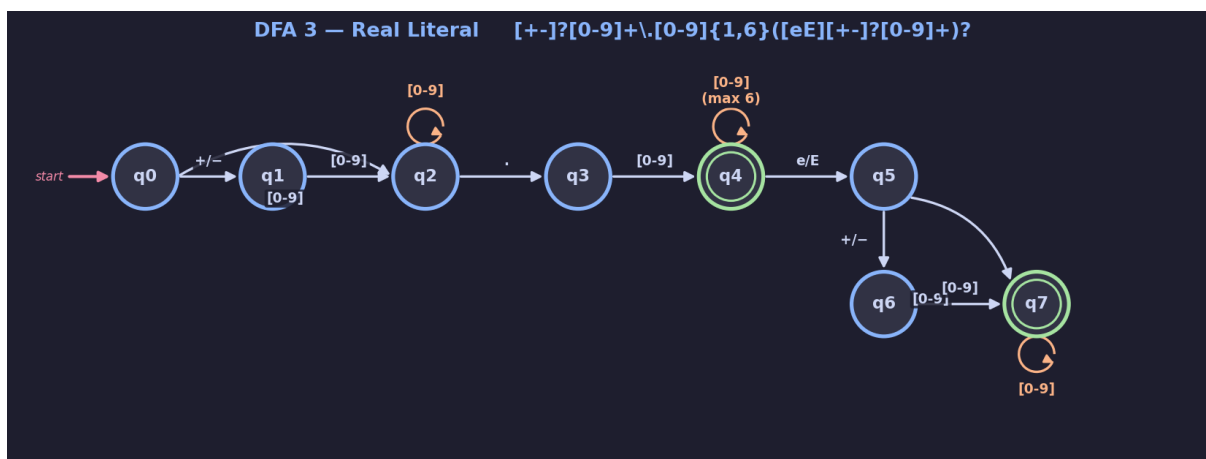 DFA 3 — Real Literal [+-]?[0-9]+\.[0-9]{1,6}([eE][+-]?[0-9]+)?
[0-9]
[0-9]
(max 6)
start
q0
+/−
q1
[0-9]
[0-9]
q2
.
q3
[0-9]
q4
e/E
q5
+/−
q6
[0-9]
[0-9]
q7
[0-9]